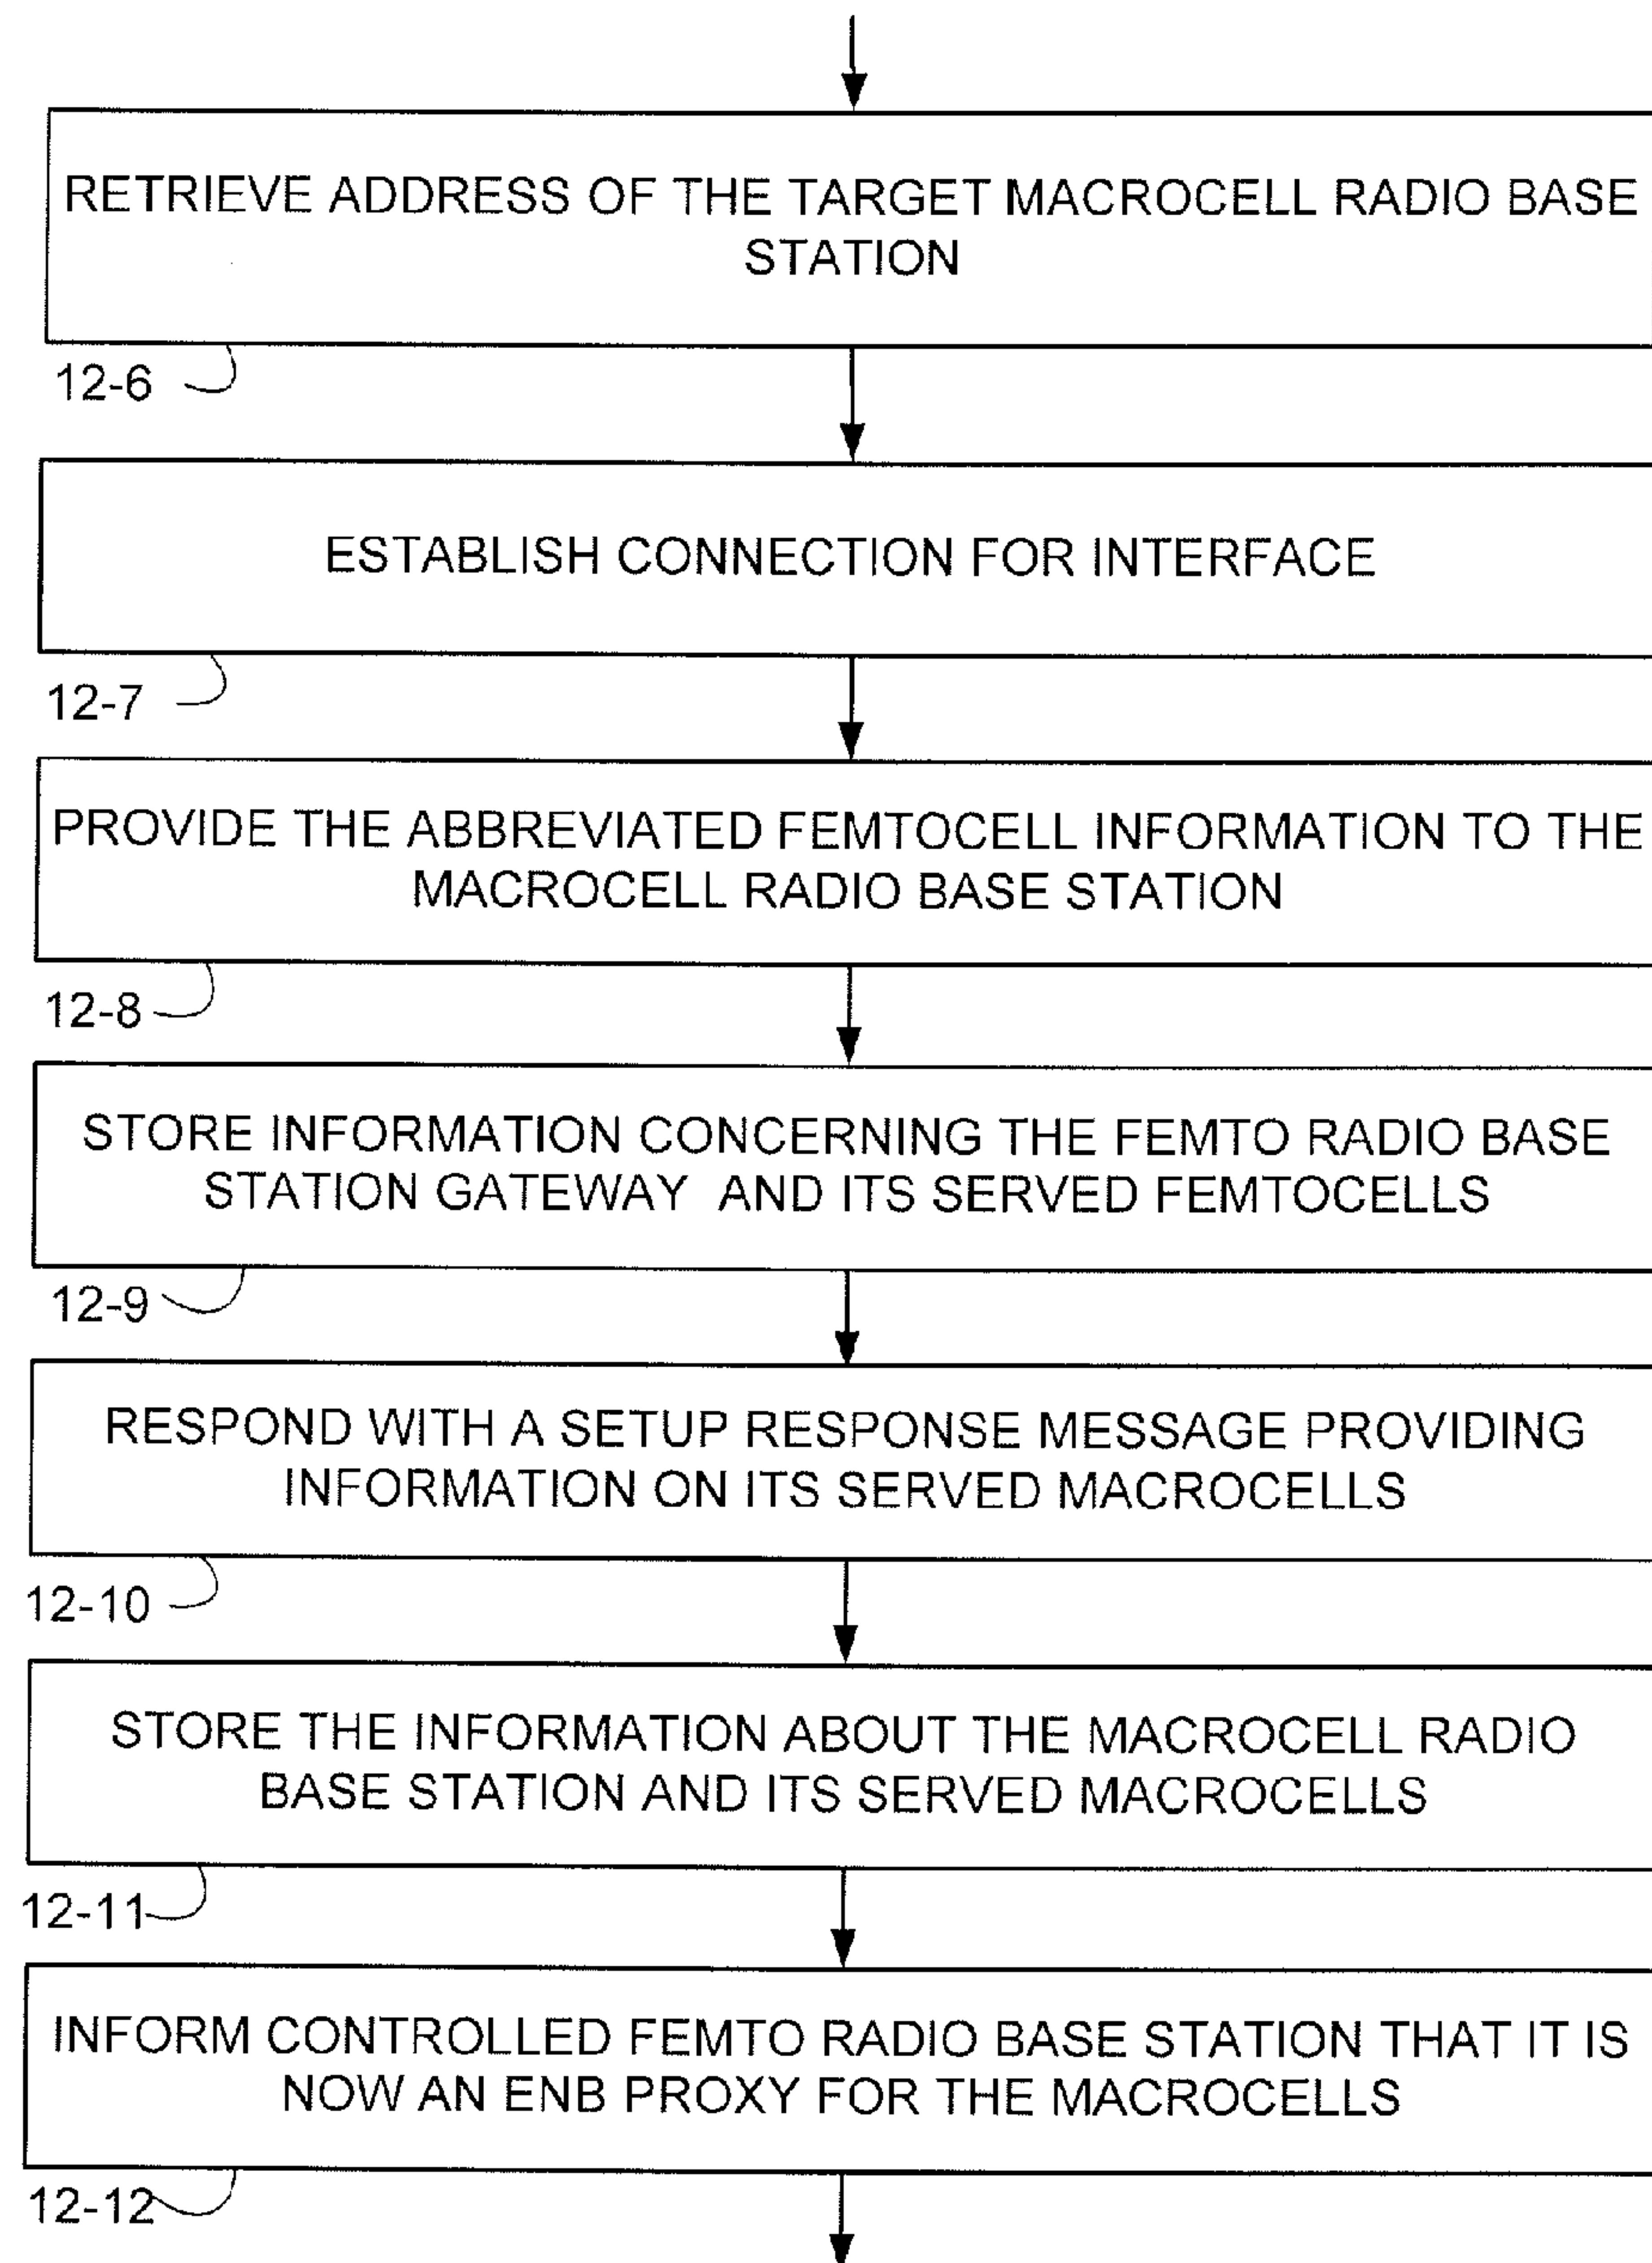 RETRIEVE ADDRESS OF THE TARGET MACROCELL RADIO BASE
STATION
12-6
ESTABLISH CONNECTION FOR INTERFACE
12-7
PROVIDE THE ABBREVIATED FEMTOCELL INFORMATION TO THE
MACROCELL RADIO BASE STATION
12-8
STORE INFORMATION CONCERNING THE FEMTO RADIO BASE
STATION GATEWAY AND ITS SERVED FEMTOCELLS
12-9
RESPOND WITH A SETUP RESPONSE MESSAGE PROVIDING
INFORMATION ON ITS SERVED MACROCELLS
12-10
STORE THE INFORMATION ABOUT THE MACROCELL RADIO
BASE STATION AND ITS SERVED MACROCELLS
12-11
INFORM CONTROLLED FEMTO RADIO BASE STATION THAT IT IS
NOW AN ENB PROXY FOR THE MACROCELLS
12-12